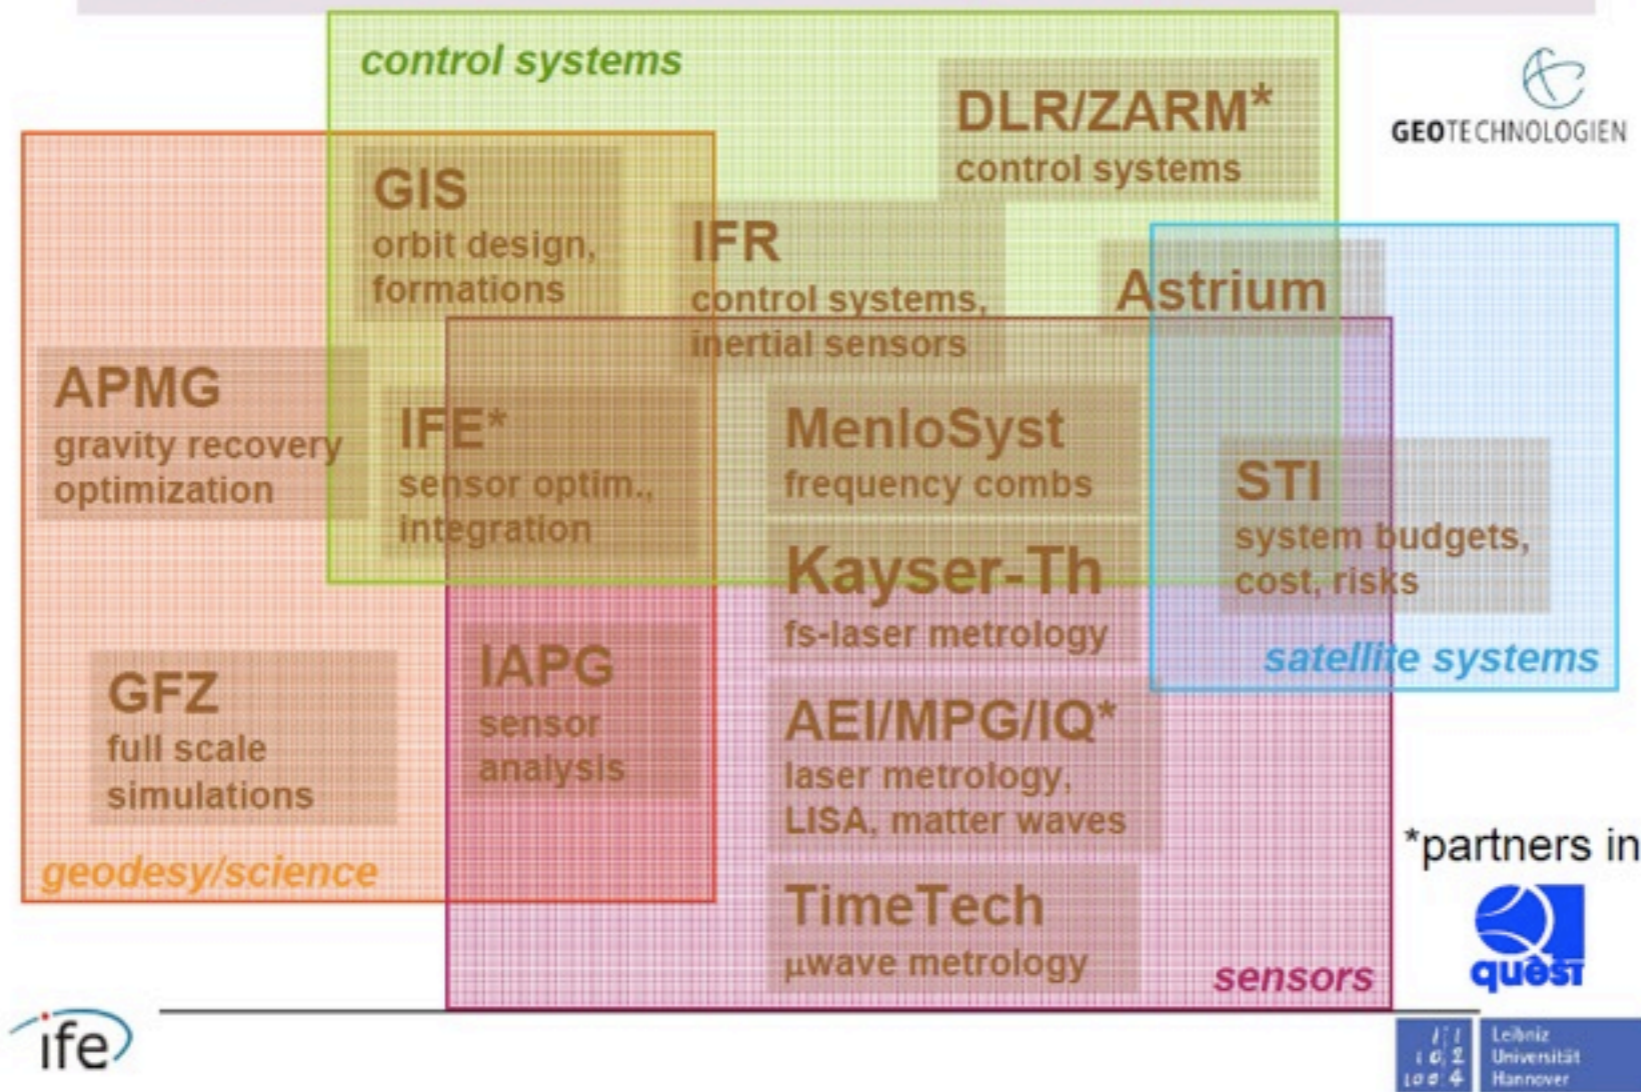 control systems
DLR/ZARM*
control systems
GEOTECHNOLOGIEN
GIS
orbit design,
formations
IFR
control systems,
inertial sensors
Astrium
APMG
gravity recovery
optimization
IFE*
sensor optim.,
integration
MenloSyst
frequency combs
STI
system budgets,
cost, risks
Kayser-Th
fs-laser metrology
satellite systems
GFZ
full scale
simulations
IAPG
sensor
analysis
AEI/MPG/IQ*
laser metrology,
LISA, matter waves
geodesy/science
TimeTech
μwave metrology
sensors
*partners in
quest
ife
Leibniz
Universität
Hannover